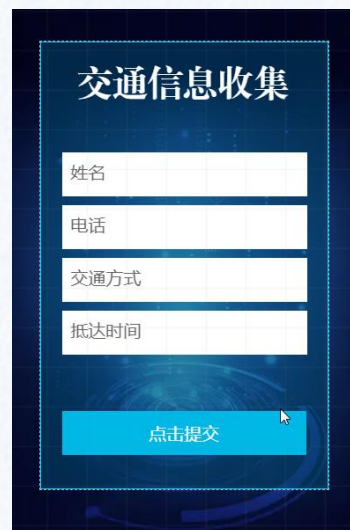 交通信息收集
姓名
电话
交通方式
抵达时间
点击提交